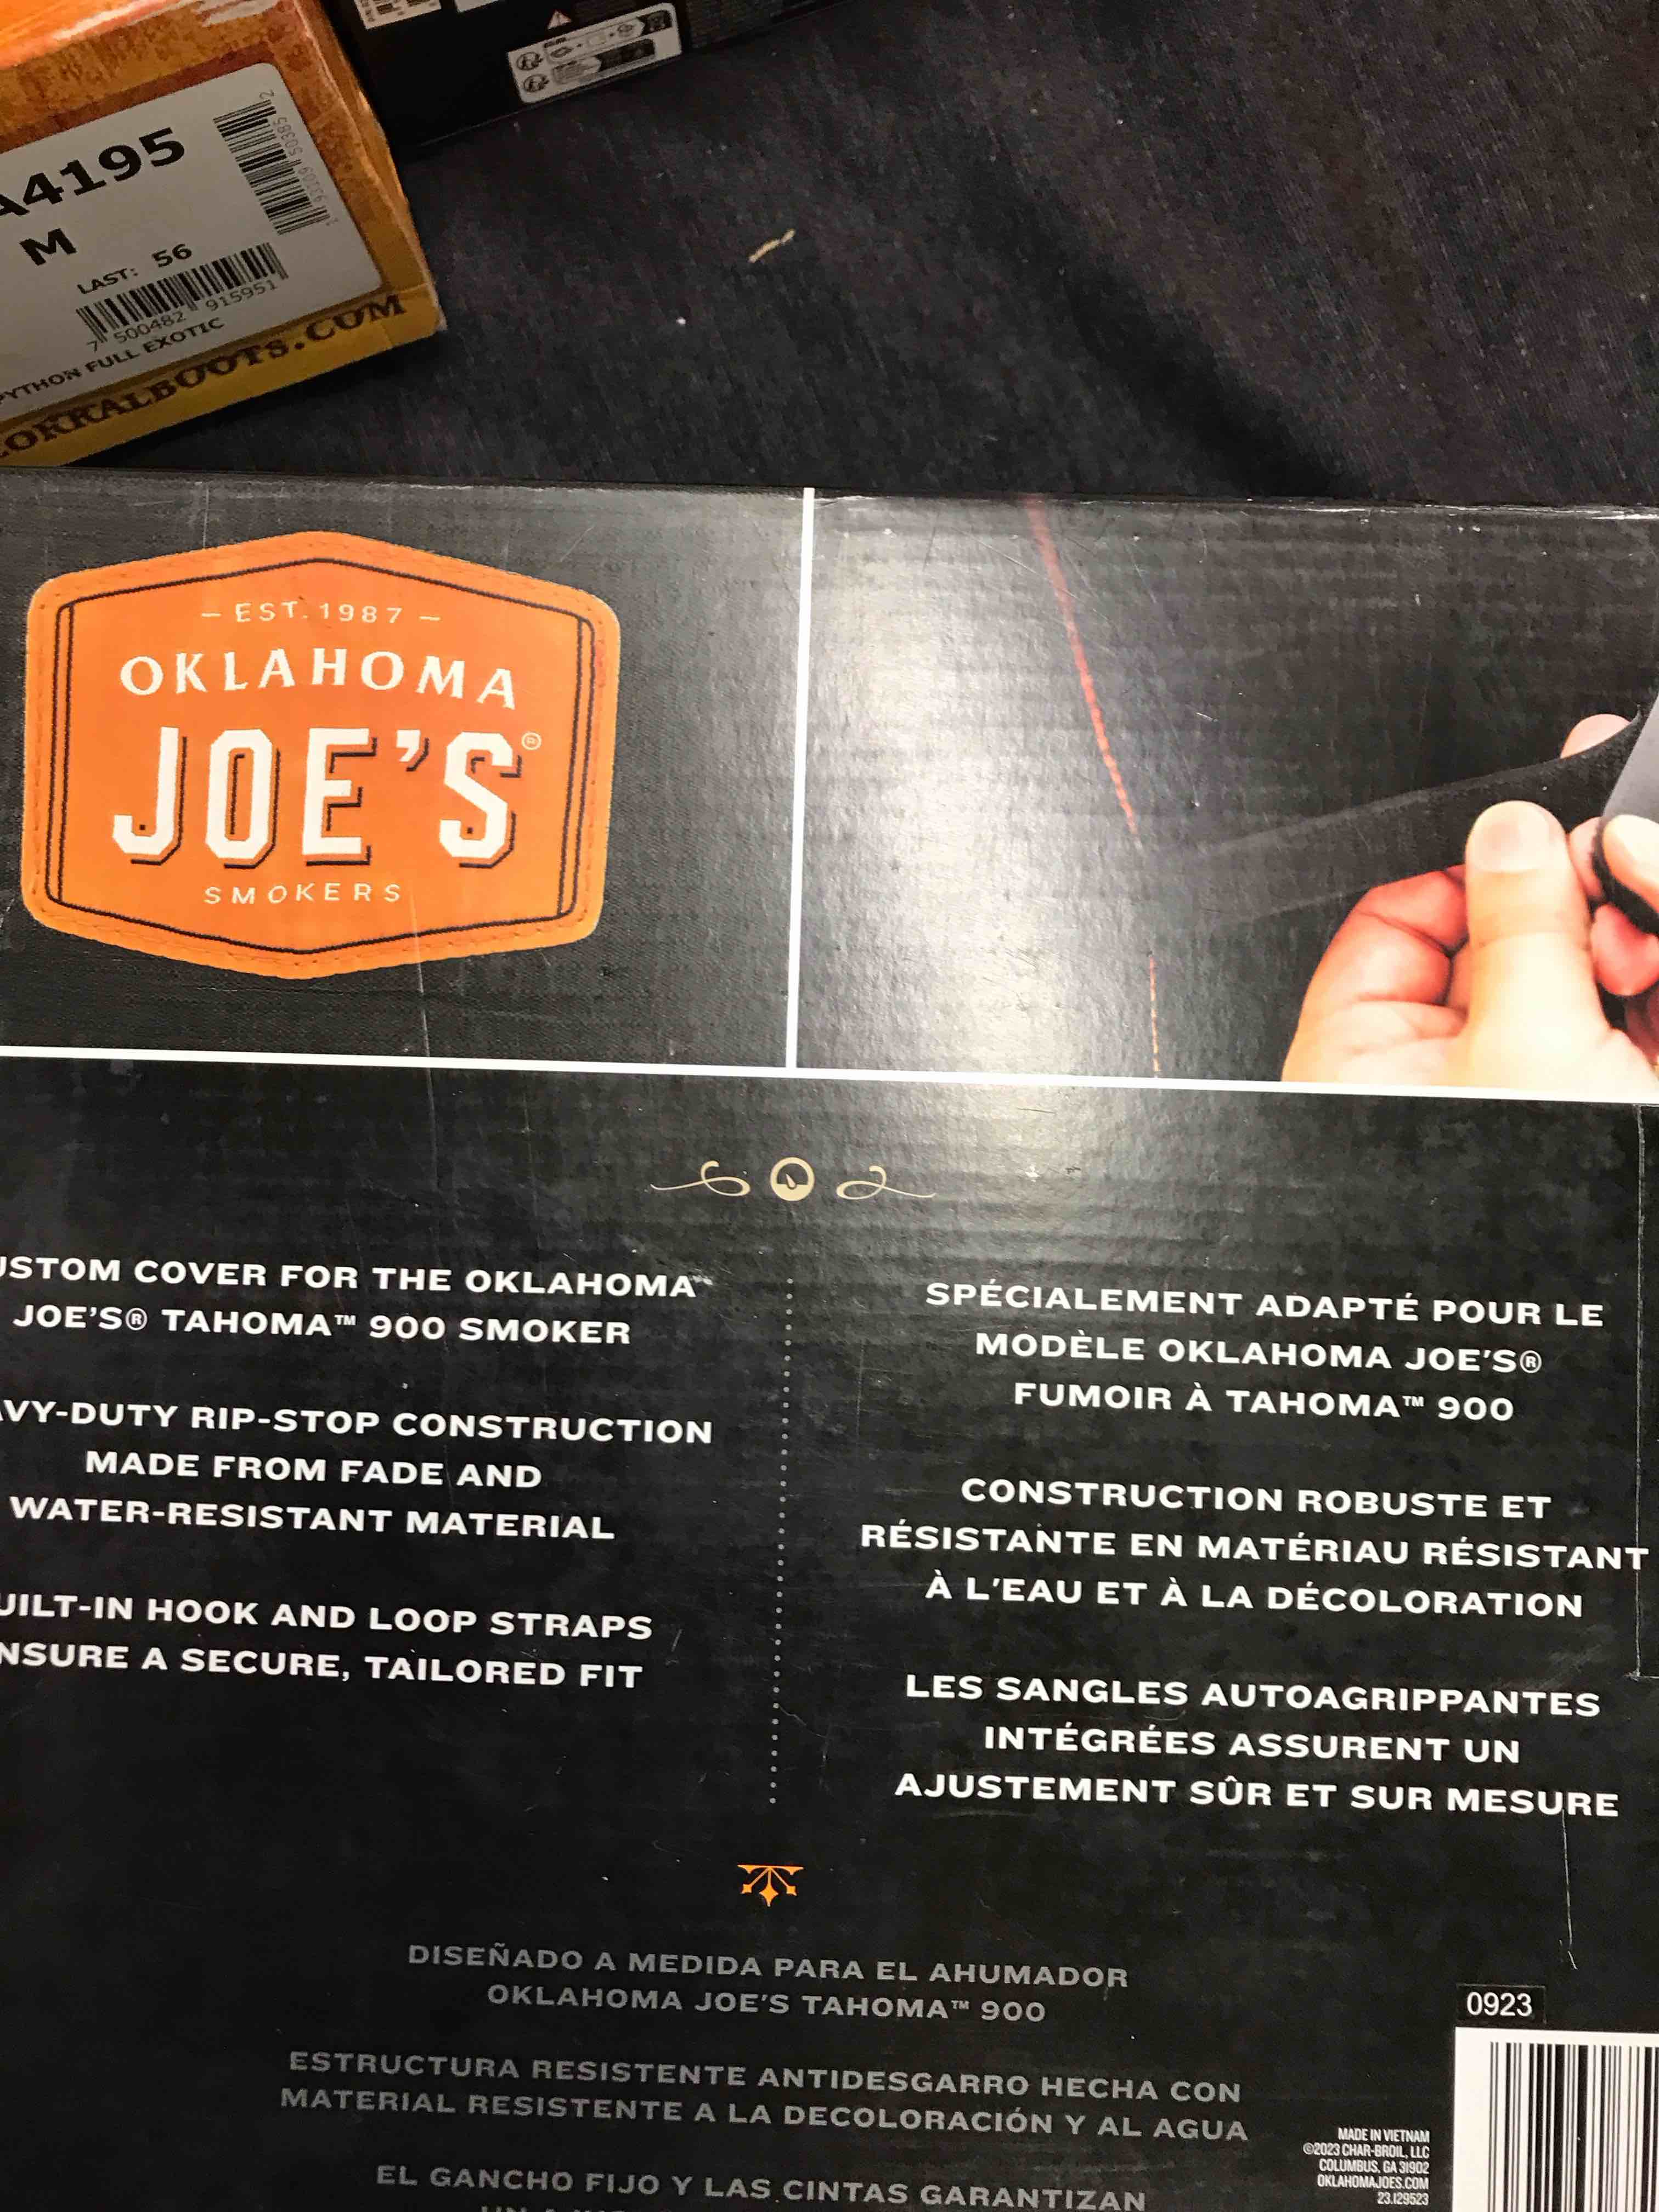 A4195
M
LAST: 56
7 500482 915951
PYTHON FULL EXOTIC
CORRALBOOTS.COM
– EST. 1987 –
OKLAHOMA
JOE'S®
SMOKERS
USTOM COVER FOR THE OKLAHOMA
JOE'S® TAHOMA™ 900 SMOKER
AVY-DUTY RIP-STOP CONSTRUCTION
MADE FROM FADE AND
WATER-RESISTANT MATERIAL
UILT-IN HOOK AND LOOP STRAPS
NSURE A SECURE, TAILORED FIT
SPÉCIALEMENT ADAPTÉ POUR LE
MODÈLE OKLAHOMA JOE'S®
FUMOIR À TAHOMA™ 900
CONSTRUCTION ROBUSTE ET
RÉSISTANTE EN MATÉRIAU RÉSISTANT
À L'EAU ET À LA DÉCOLORATION
LES SANGLES AUTOAGRIPPANTES
INTÉGRÉES ASSURENT UN
AJUSTEMENT SÛR ET SUR MESURE
DISEÑADO A MEDIDA PARA EL AHUMADOR
OKLAHOMA JOE'S TAHOMA™ 900
ESTRUCTURA RESISTENTE ANTIDESGARRO HECHA CON
MATERIAL RESISTENTE A LA DECOLORACIÓN Y AL AGUA
EL GANCHO FIJO Y LAS CINTAS GARANTIZAN
0923
MADE IN VIETNAM
©2023 CHAR-BROIL, LLC
COLUMBUS, GA 31902
OKLAHOMAJOES.COM
23.129523